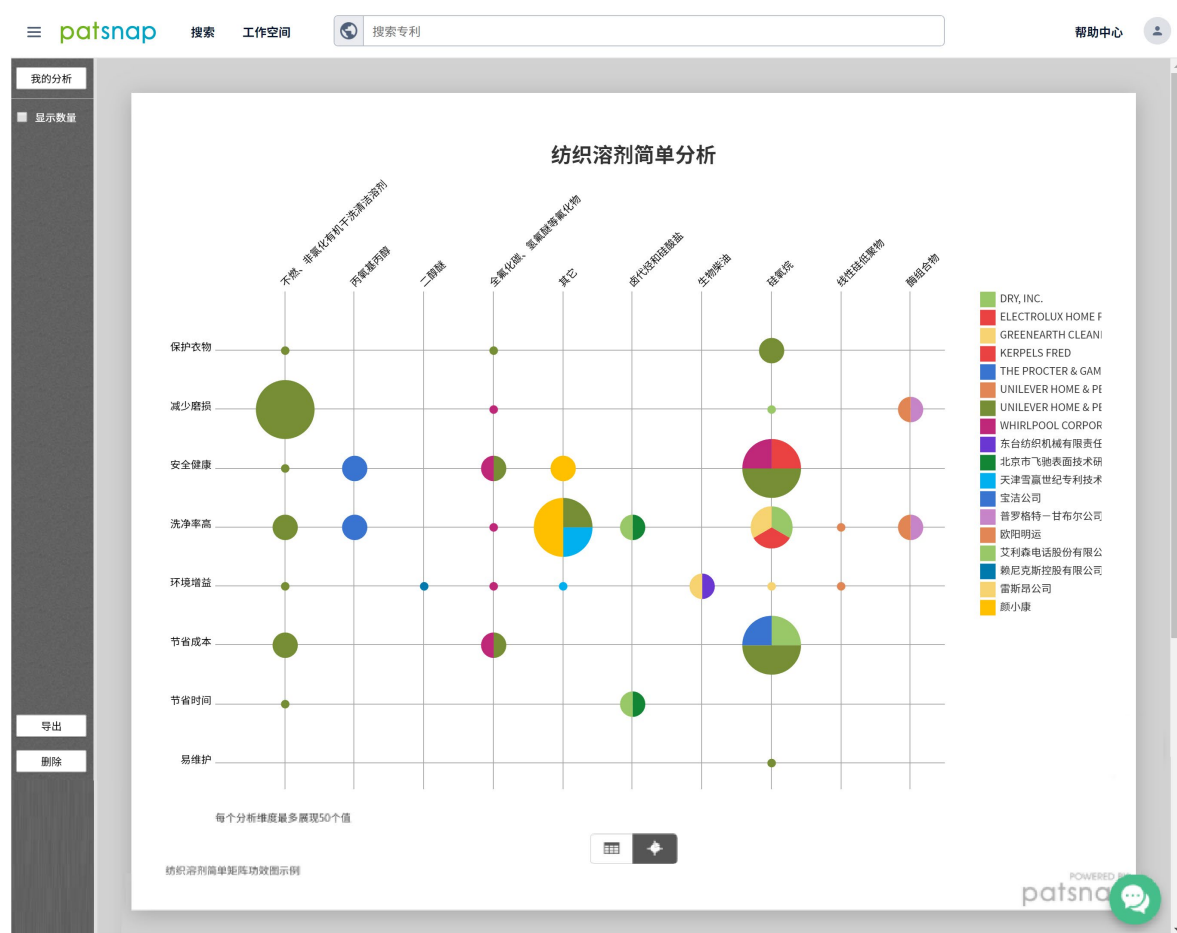 patsnap 搜索 工作空间 搜索专利 帮助中心
我的分析
显示数量
纺织溶剂简单分析
不燃、非氯化有机干洗清洁溶剂
丙氧基丙醇
二醇醚
全氟化碳、氢氟醚等氟化物
其它
卤代烃和硅酸盐
生物柴油
硅氧烷
线性硅低聚物
酶组合物
保护衣物
减少磨损
安全健康
洗净率高
环境增益
节省成本
节省时间
易维护
DRY, INC.
ELECTROLUX HOME P
GREENEARTH CLEANI
KERPELS FRED
THE PROCTER & GAM
UNILEVER HOME & PE
UNILEVER HOME & PE
WHIRLPOOL CORPOR
东台纺织机械有限责任
北京市飞驰表面技术研
天津雪赢世纪专利技术
宝洁公司
普罗格特－甘布尔公司
欧阳明运
艾利森电话股份有限公
赖尼克斯控股有限公司
雷斯昂公司
颜小康
导出
删除
每个分析维度最多展现50个值
纺织溶剂简单矩阵功效图示例
POWERED BY
patsna